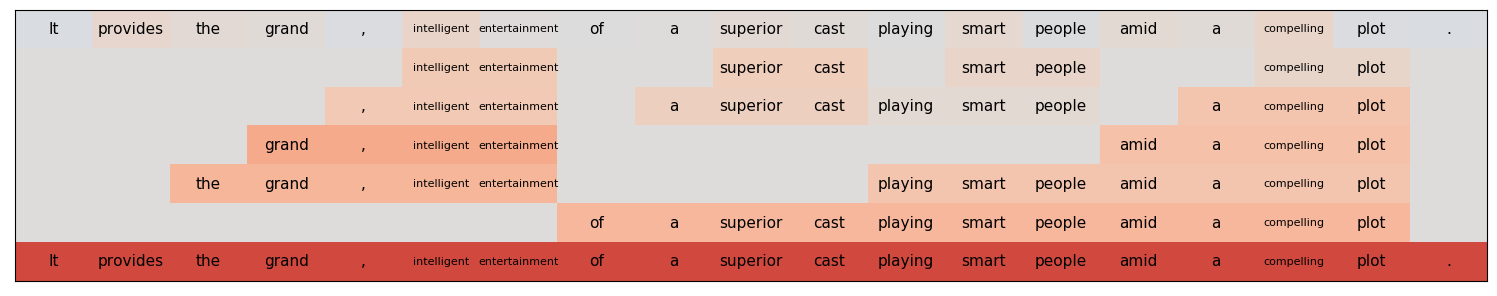 It provides the grand , intelligent entertainment of a superior cast playing smart people amid a compelling plot .
intelligent entertainment superior cast smart people compelling plot
, intelligent entertainment a superior cast playing smart people a compelling plot
grand , intelligent entertainment amid a compelling plot
the grand , intelligent entertainment playing smart people amid a compelling plot
of a superior cast playing smart people amid a compelling plot
It provides the grand , intelligent entertainment of a superior cast playing smart people amid a compelling plot .